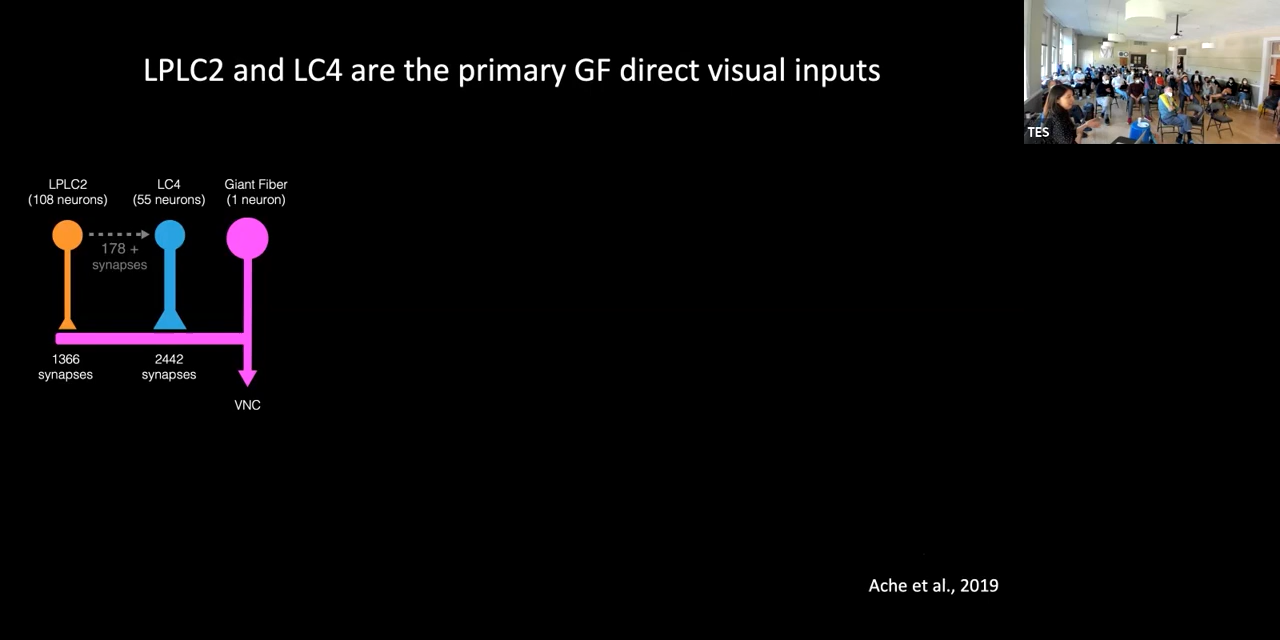 LPLC2 and LC4 are the primary GF direct visual inputs
TES
LPLC2
(108 neurons)
LC4
(55 neurons)
Giant Fiber
(1 neuron)
178 +
synapses
1366
synapses
2442
synapses
VNC
Ache et al., 2019